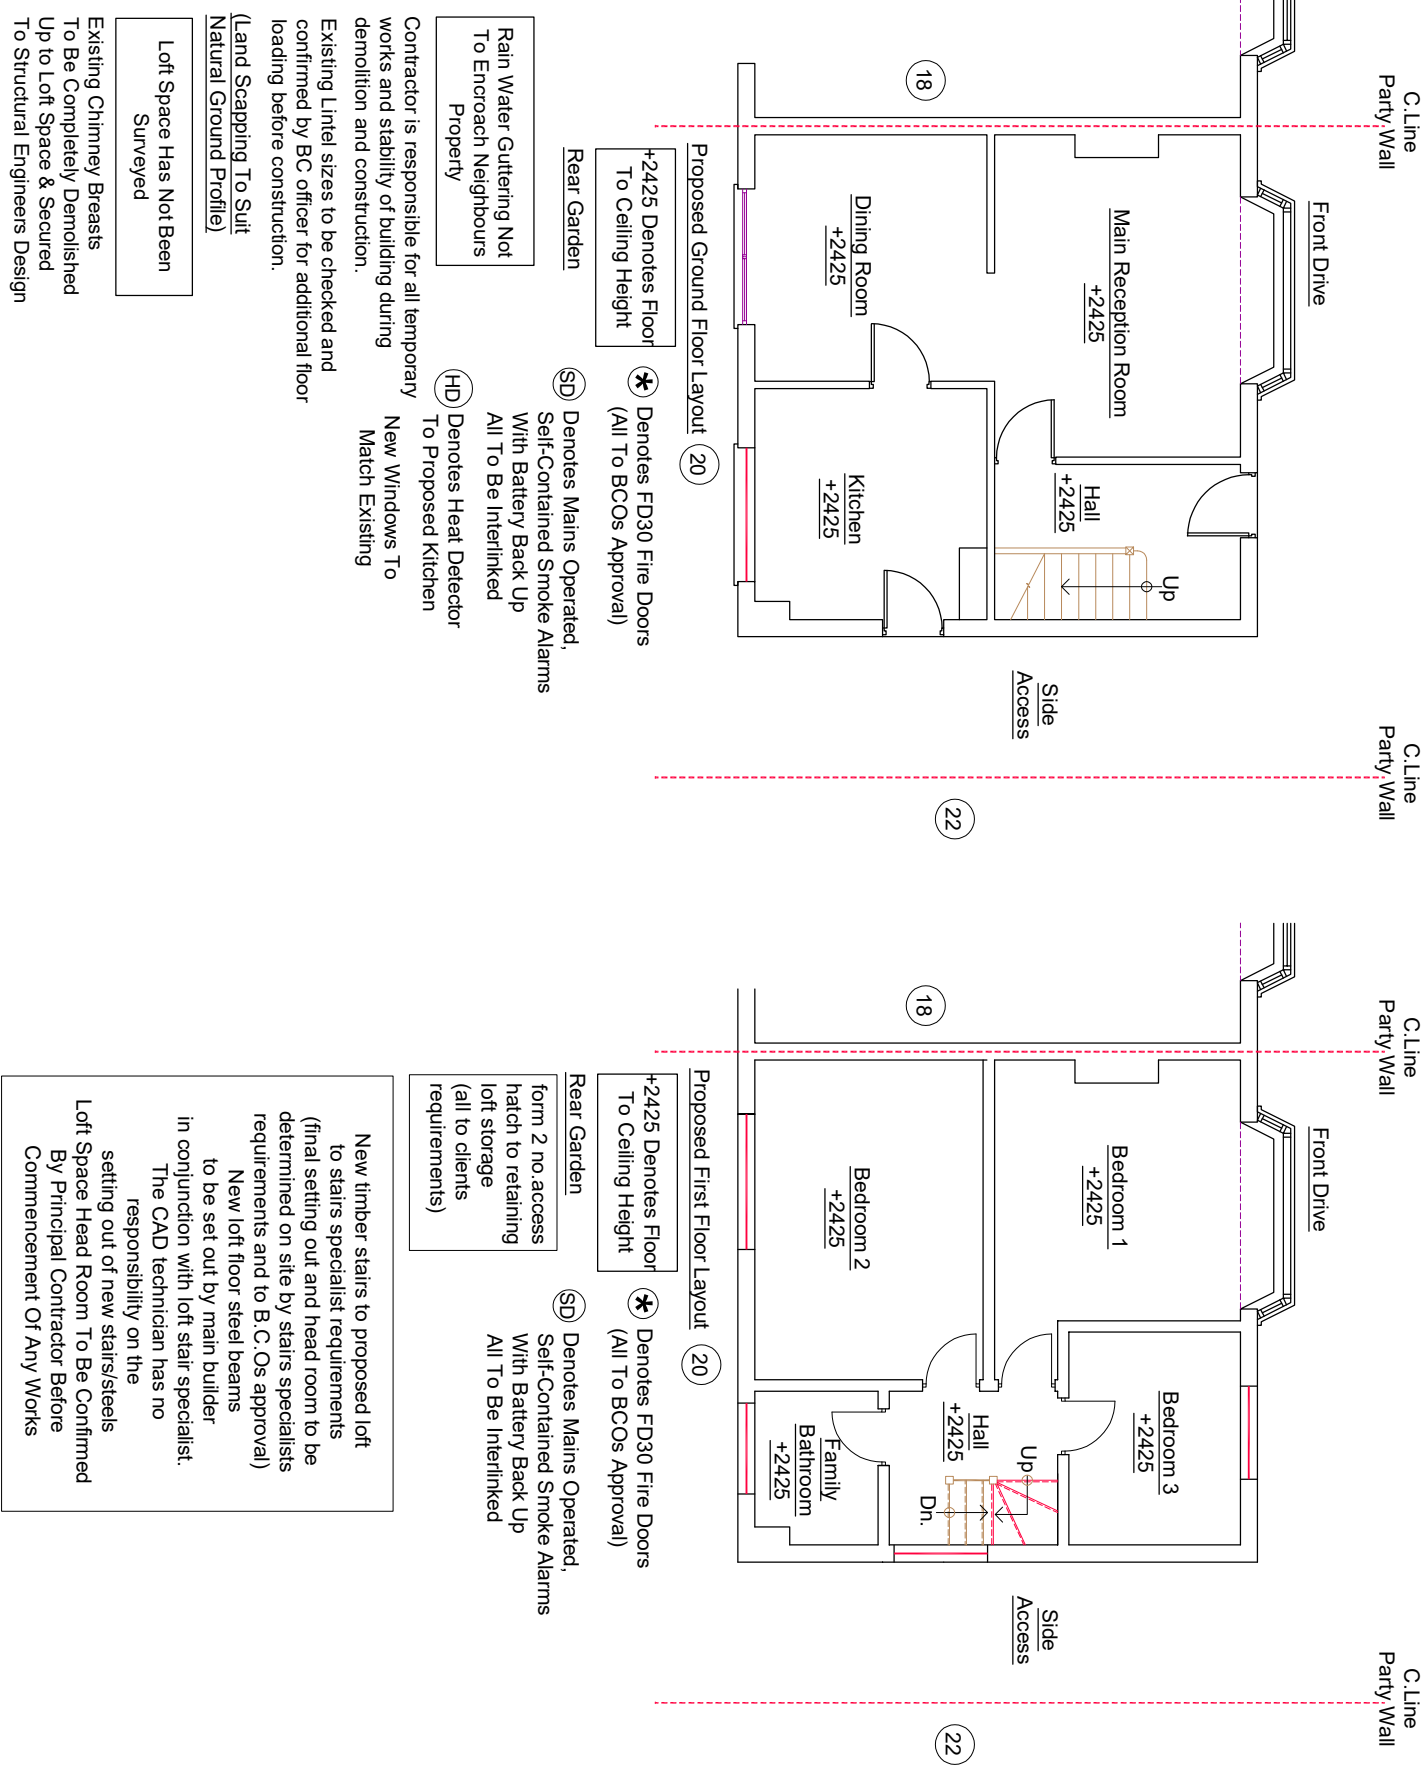 C.Line
Party Wall
Front Drive
C.Line
Party Wall
18
Main Reception Room
+2425
Hall
+2425
Up
Dining Room
+2425
Kitchen
+2425
Side
Access
22
Proposed Ground Floor Layout
20
+2425 Denotes Floor
To Ceiling Height
Rear Garden
* Denotes FD30 Fire Doors
(All To BCOs Approval)
SD Denotes Mains Operated,
Self-Contained Smoke Alarms
With Battery Back Up
All To Be Interlinked
HD Denotes Heat Detector
To Proposed Kitchen
New Windows To
Match Existing
Rain Water Guttering Not
To Encroach Neighbours
Property
Contractor is responsible for all temporary
works and stability of building during
demolition and construction.
Existing Lintel sizes to be checked and
confirmed by BC officer for additional floor
loading before construction.
(Land Scapping To Suit
Natural Ground Profile)
Loft Space Has Not Been
Surveyed
Existing Chimney Breasts
To Be Completely Demolished
Up to Loft Space & Secured
To Structural Engineers Design
C.Line
Party Wall
Front Drive
C.Line
Party Wall
18
Bedroom 1
+2425
Bedroom 3
+2425
Up
Hall
+2425
Dn.
Bedroom 2
+2425
Family
Bathroom
+2425
Side
Access
22
Proposed First Floor Layout
20
+2425 Denotes Floor
To Ceiling Height
Rear Garden
* Denotes FD30 Fire Doors
(All To BCOs Approval)
SD Denotes Mains Operated,
Self-Contained Smoke Alarms
With Battery Back Up
All To Be Interlinked
form 2 no.access
hatch to retaining
loft storage
(all to clients
requirements)
New timber stairs to proposed loft
to stairs specialist requirements
(final setting out and head room to be
determined on site by stairs specialists
requirements and to B.C.Os approval)
New loft floor steel beams
to be set out by main builder
in conjunction with loft stair specialist.
The CAD technician has no
responsibility on the
setting out of new stairs/steels
Loft Space Head Room To Be Confirmed
By Principal Contractor Before
Commencement Of Any Works